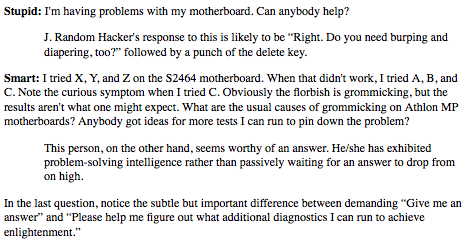 Stupid: I'm having problems with my motherboard. Can anybody help?
J. Random Hacker's response to this is likely to be “Right. Do you need burping and
diapering, too?” followed by a punch of the delete key.
Smart: I tried X, Y, and Z on the S2464 motherboard. When that didn't work, I tried A, B, and
C. Note the curious symptom when I tried C. Obviously the florbish is grommicking, but the
results aren't what one might expect. What are the usual causes of grommicking on Athlon MP
motherboards? Anybody got ideas for more tests I can run to pin down the problem?
This person, on the other hand, seems worthy of an answer. He/she has exhibited
problem-solving intelligence rather than passively waiting for an answer to drop from
on high.
In the last question, notice the subtle but important difference between demanding “Give me an
answer” and “Please help me figure out what additional diagnostics I can run to achieve
enlightenment.”